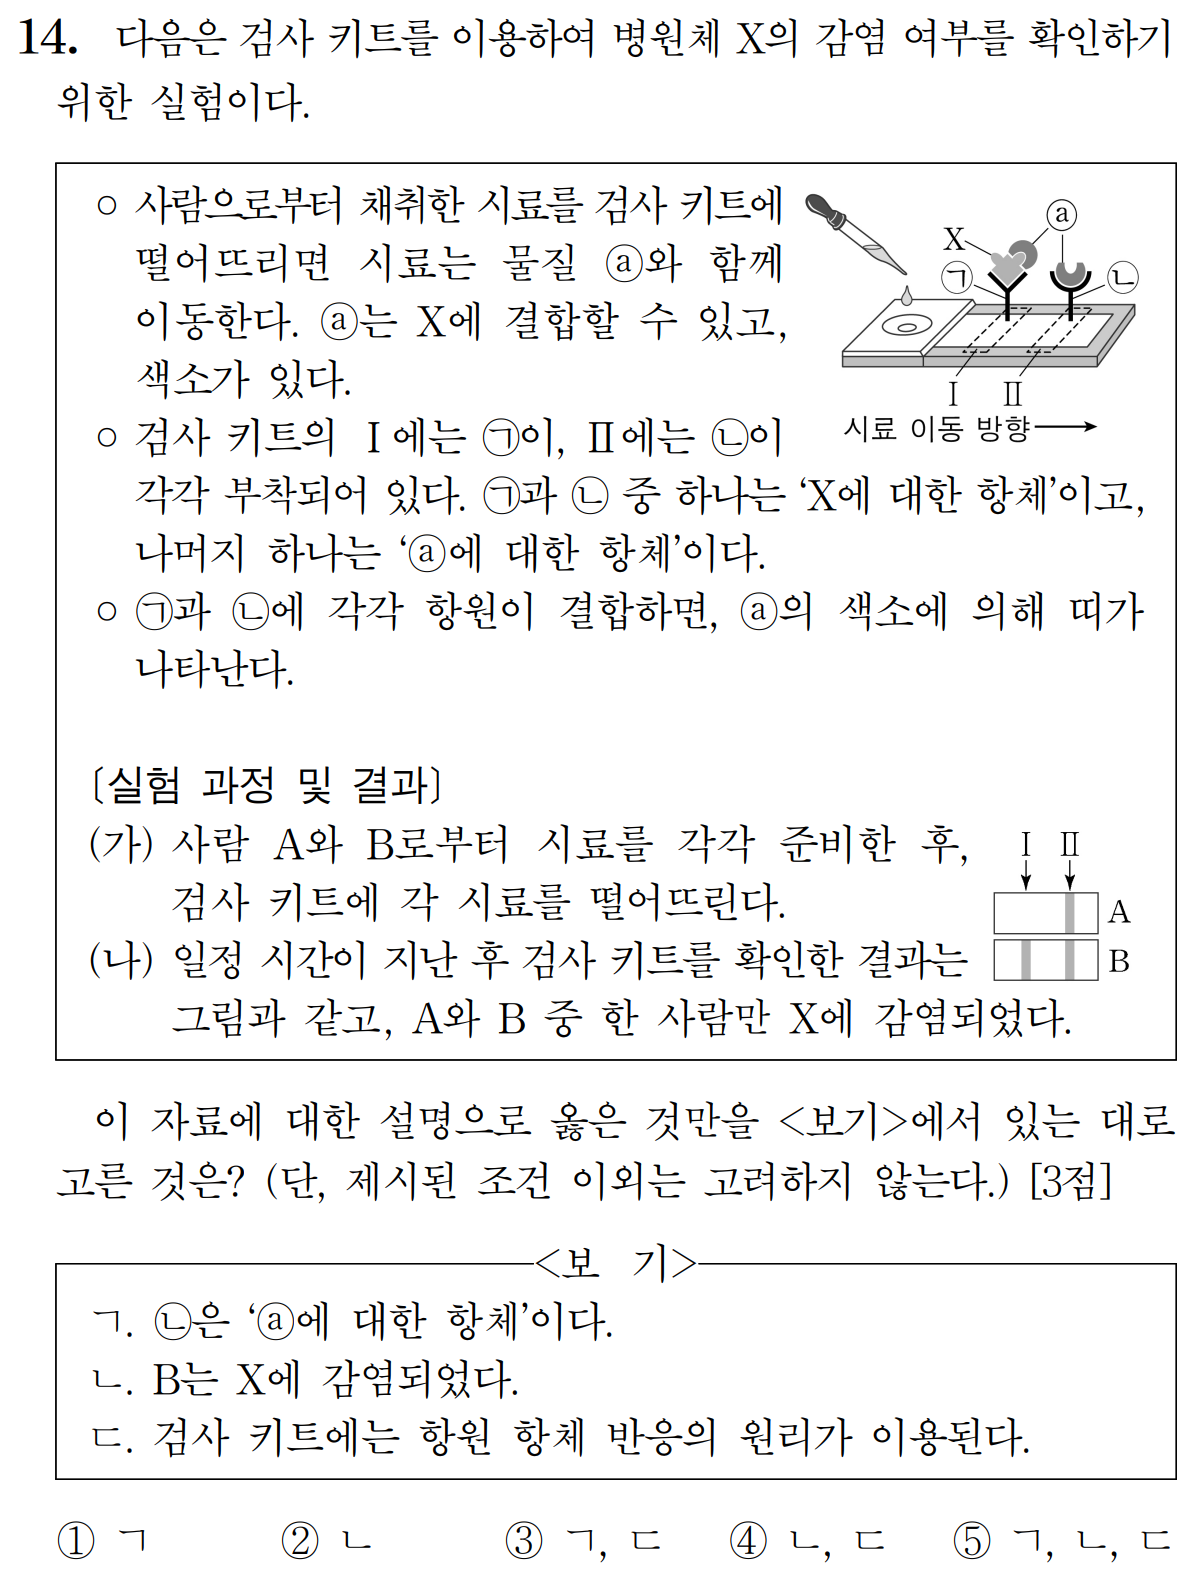 14. 다음은 검사 키트를 이용하여 병원체 X의 감염 여부를 확인하기
위한 실험이다.
○ 사람으로부터 채취한 시료를 검사 키트에
떨어뜨리면 시료는 물질 ⓐ와 함께
이동한다. ⓐ는 X에 결합할 수 있고,
색소가 있다.
X ⓐ
㉠ ㉡
Ⅰ Ⅱ
시료 이동 방향
○ 검사 키트의 Ⅰ에는 ㉠이, Ⅱ에는 ㉡이
각각 부착되어 있다. ㉠과 ㉡ 중 하나는 ‘X에 대한 항체’이고,
나머지 하나는 ‘ⓐ에 대한 항체’이다.
○ ㉠과 ㉡에 각각 항원이 결합하면, ⓐ의 색소에 의해 띠가
나타난다.
〔실험 과정 및 결과〕
(가) 사람 A와 B로부터 시료를 각각 준비한 후,
검사 키트에 각 시료를 떨어뜨린다.
(나) 일정 시간이 지난 후 검사 키트를 확인한 결과는
그림과 같고, A와 B 중 한 사람만 X에 감염되었다.
Ⅰ Ⅱ
A
B
이 자료에 대한 설명으로 옳은 것만을 <보기>에서 있는 대로
고른 것은? (단, 제시된 조건 이외는 고려하지 않는다.) [3점]
<보 기>
ㄱ. ㉡은 ‘ⓐ에 대한 항체’이다.
ㄴ. B는 X에 감염되었다.
ㄷ. 검사 키트에는 항원 항체 반응의 원리가 이용된다.
① ㄱ ② ㄴ ③ ㄱ, ㄷ ④ ㄴ, ㄷ ⑤ ㄱ, ㄴ, ㄷ